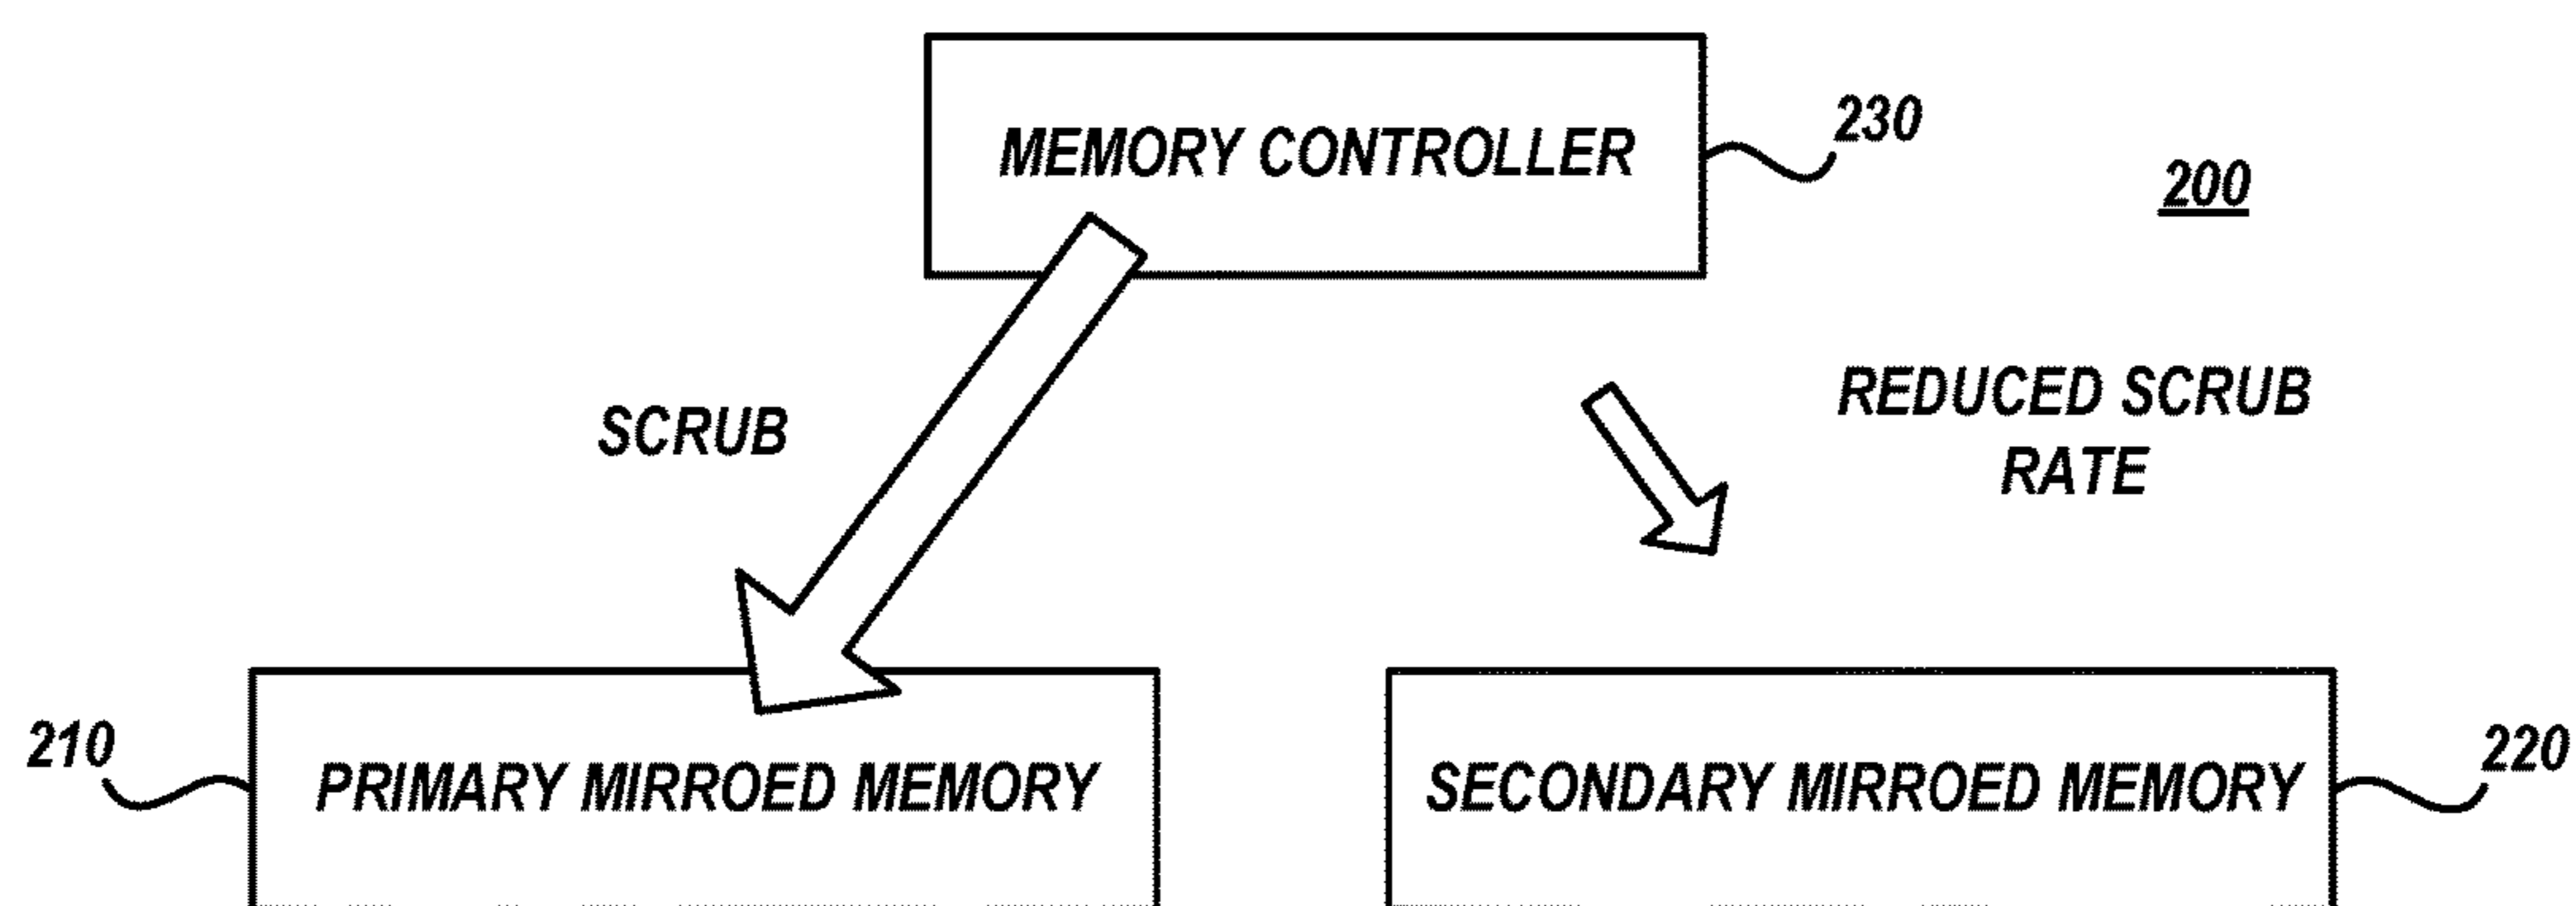 MEMORY CONTROLLER
230
200
SCRUB
REDUCED SCRUB
RATE
210
PRIMARY MIRROED MEMORY
SECONDARY MIRROED MEMORY
220